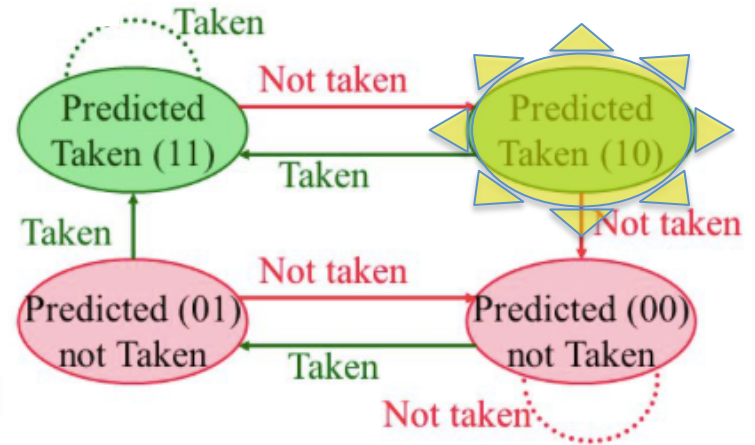 Taken
Not taken
Predicted
Taken (11)
Predicted
Taken (10)
Taken
Taken
Not taken
Not taken
Predicted (01)
not Taken
Predicted (00)
not Taken
Taken
Not taken